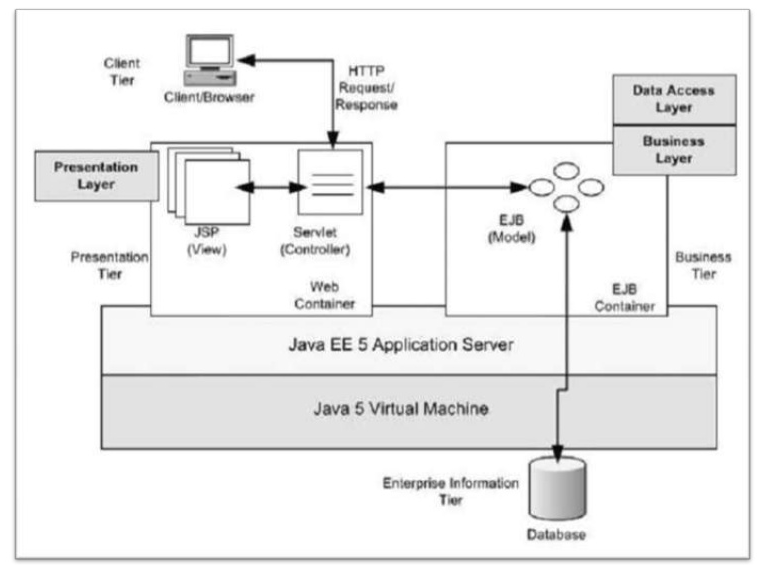 Client
Tier
Client/Browser
HTTP
Request/
Response
Data Access
Layer
Business
Layer
Presentation
Layer
JSP
(View)
Servlet
(Controller)
EJB
(Model)
Presentation
Tier
Business
Tier
Web
Container
EJB
Container
Java EE 5 Application Server
Java 5 Virtual Machine
Enterprise Information
Tier
Database